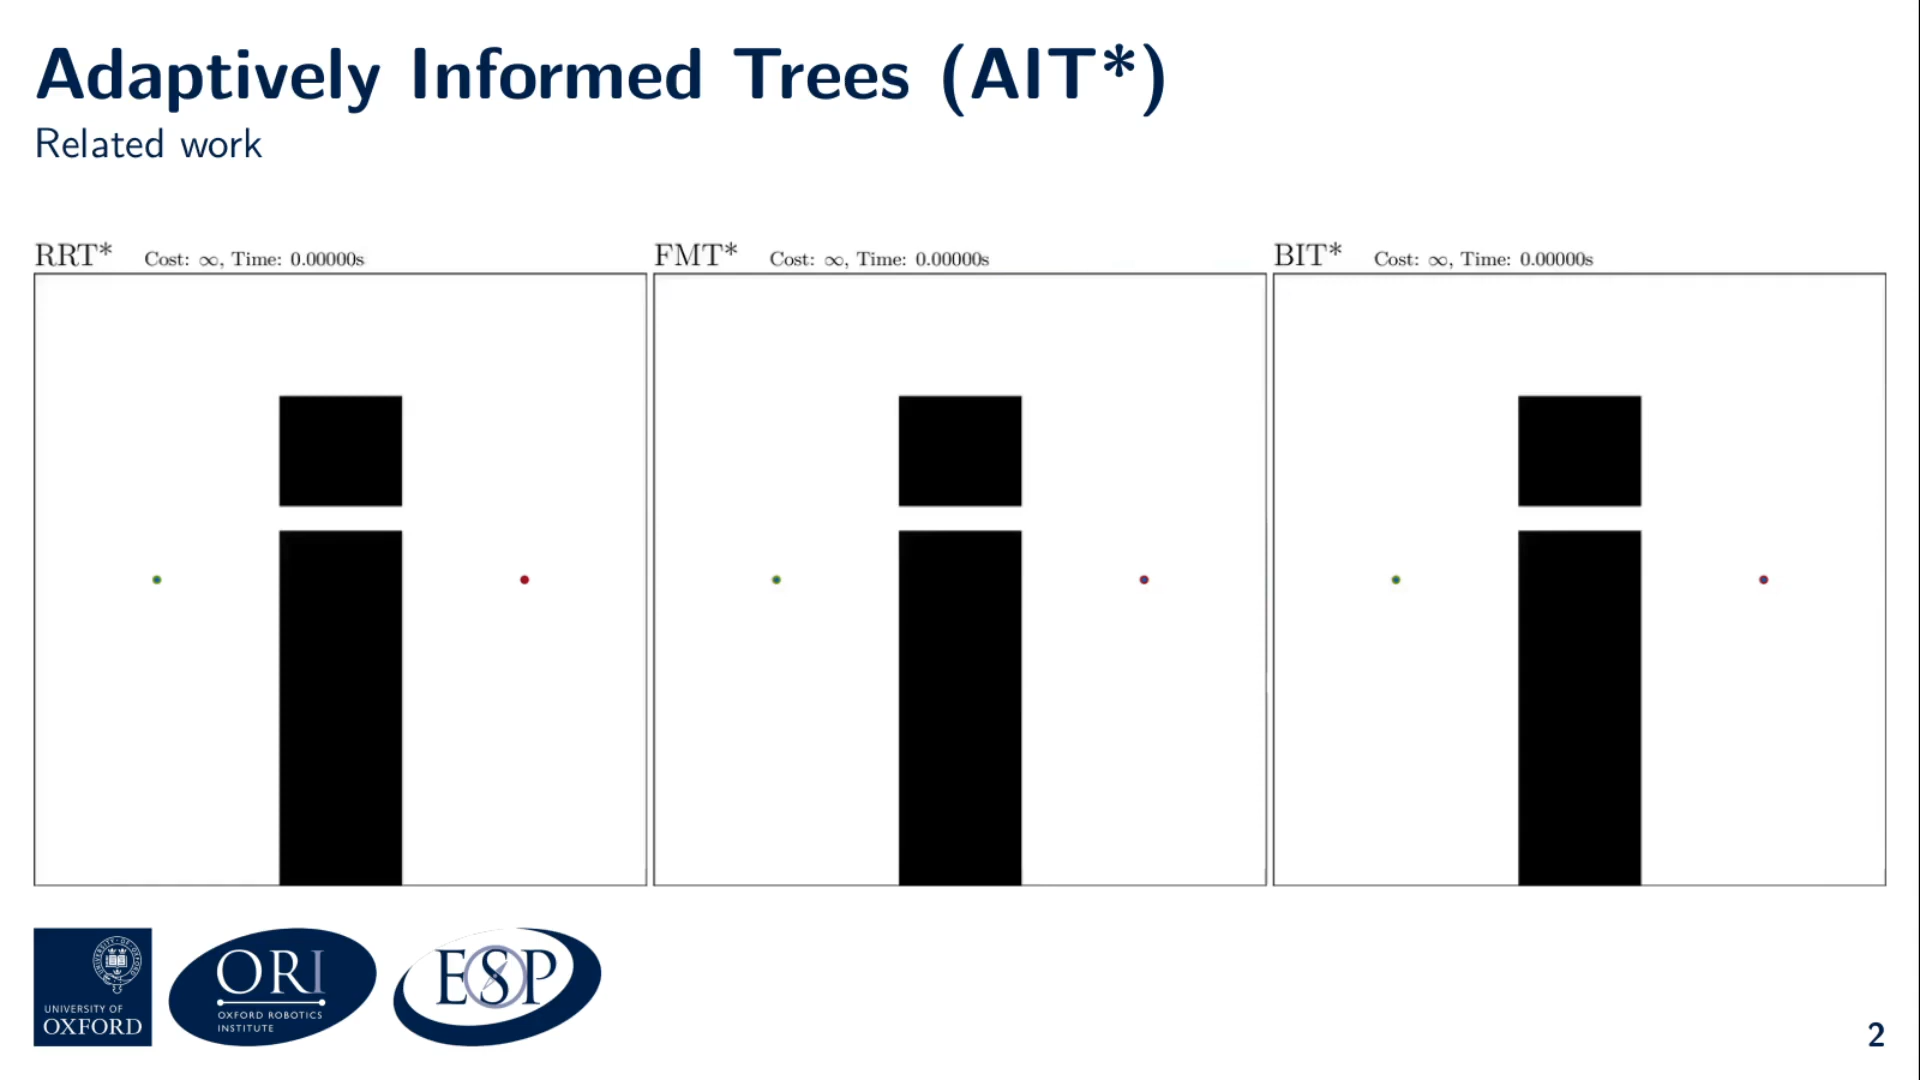 Adaptively Informed Trees (AIT*)
Related work
RRT* Cost: ∞, Time: 0.00000s
FMT* Cost: ∞, Time: 0.00000s
BIT* Cost: ∞, Time: 0.00000s
UNIVERSITY OF
OXFORD
ORI
OXFORD ROBOTICS
INSTITUTE
ESP
2